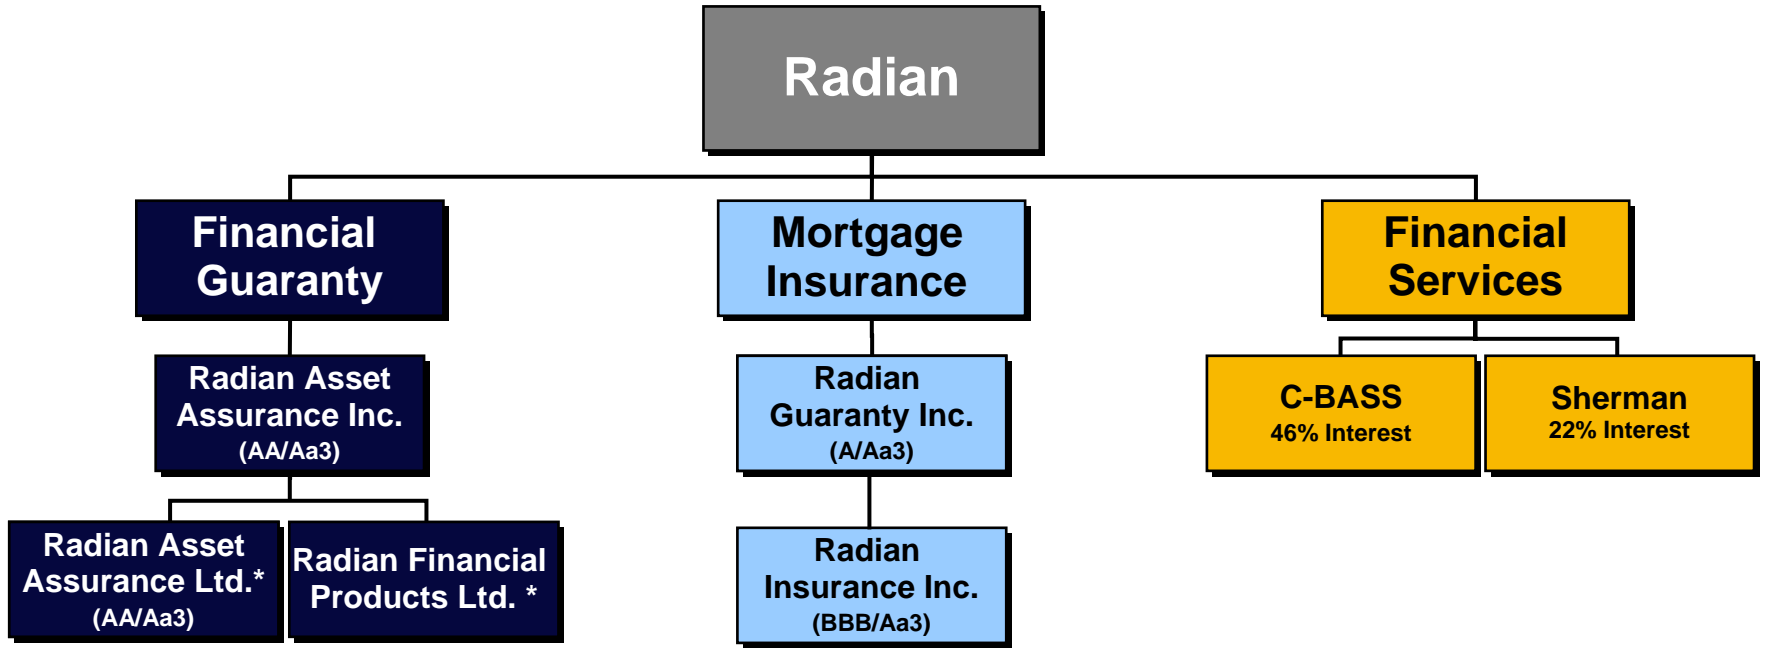 Radian
Financial
Guaranty
Mortgage
Insurance
Financial
Services
Radian Asset
Assurance Inc.
(AA/Aa3)
Radian
Guaranty Inc.
(A/Aa3)
C-BASS
46% Interest
Sherman
22% Interest
Radian Asset
Assurance Ltd.*
(AA/Aa3)
Radian Financial
Products Ltd. *
Radian
Insurance Inc.
(BBB/Aa3)